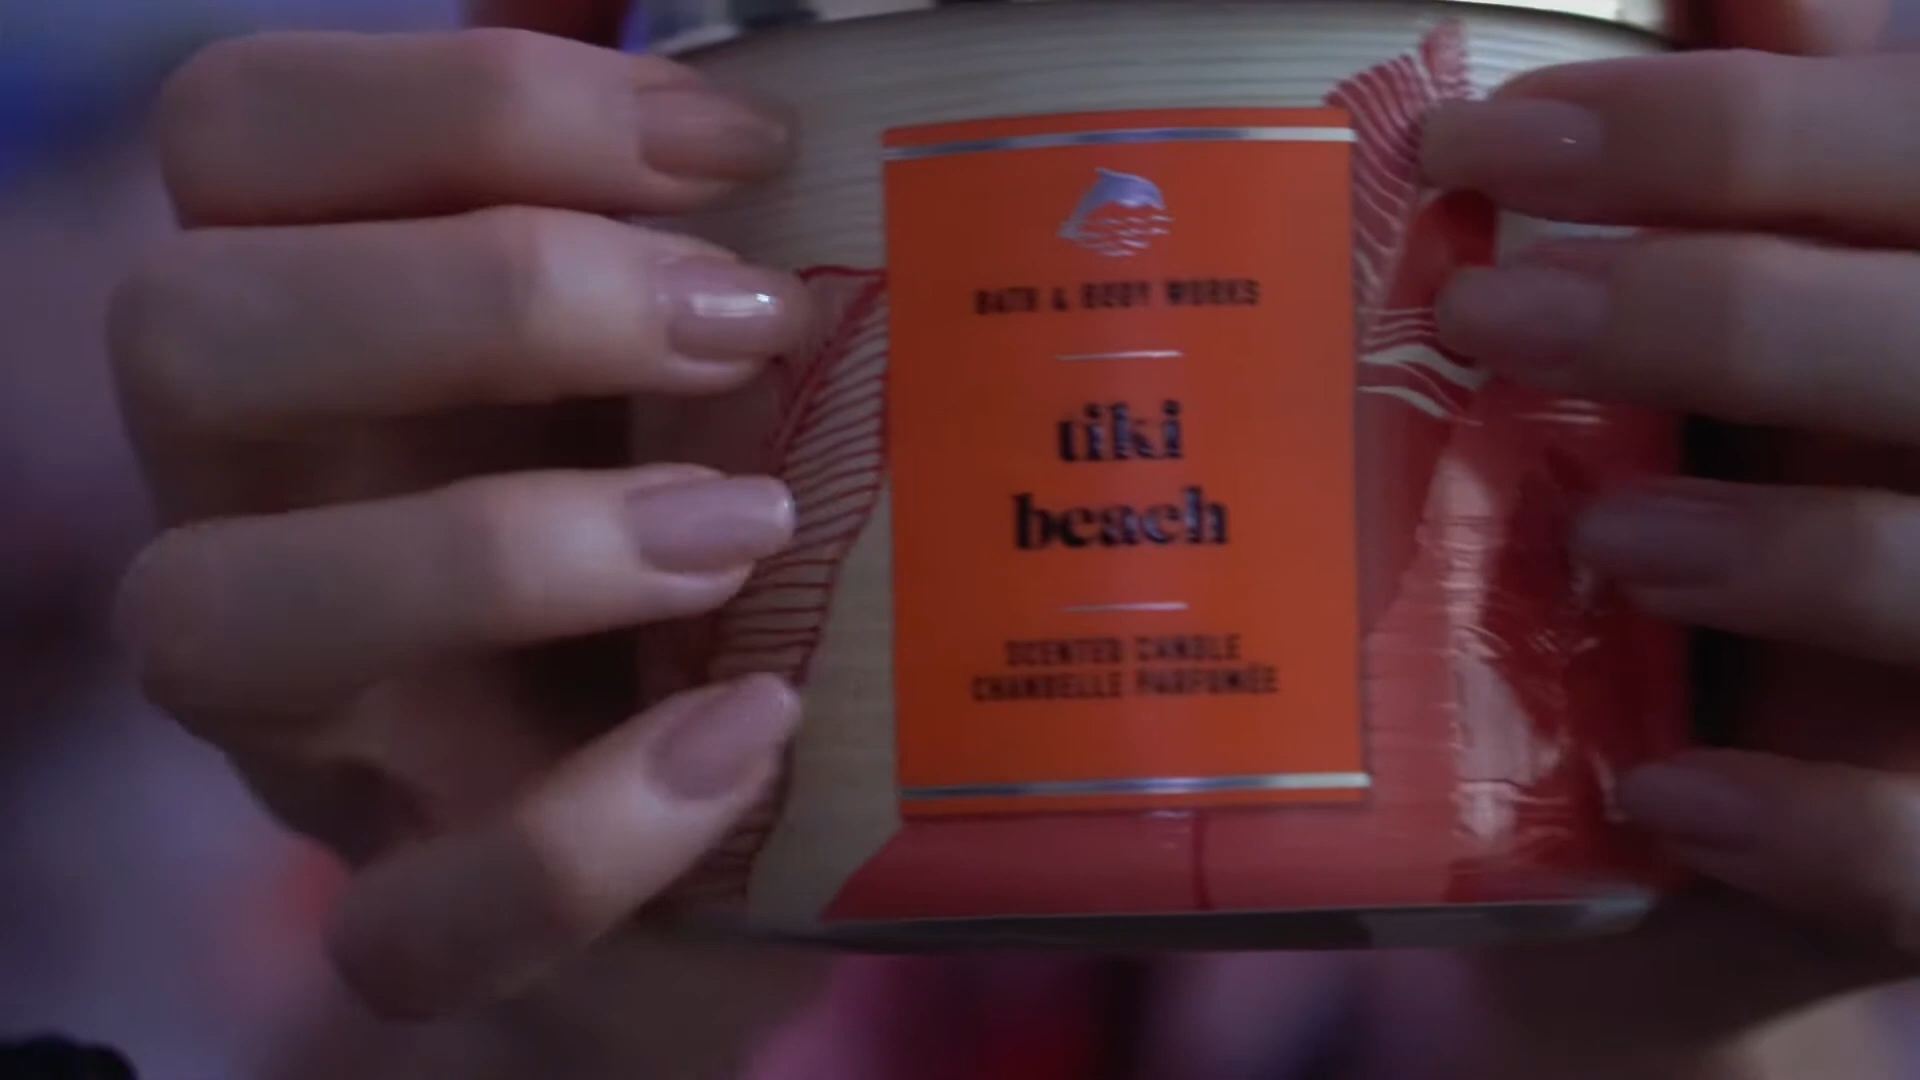 BATH & BODY WORKS
tiki
beach
SCENTED CANDLE
CHANDELLE PARFUMÉE